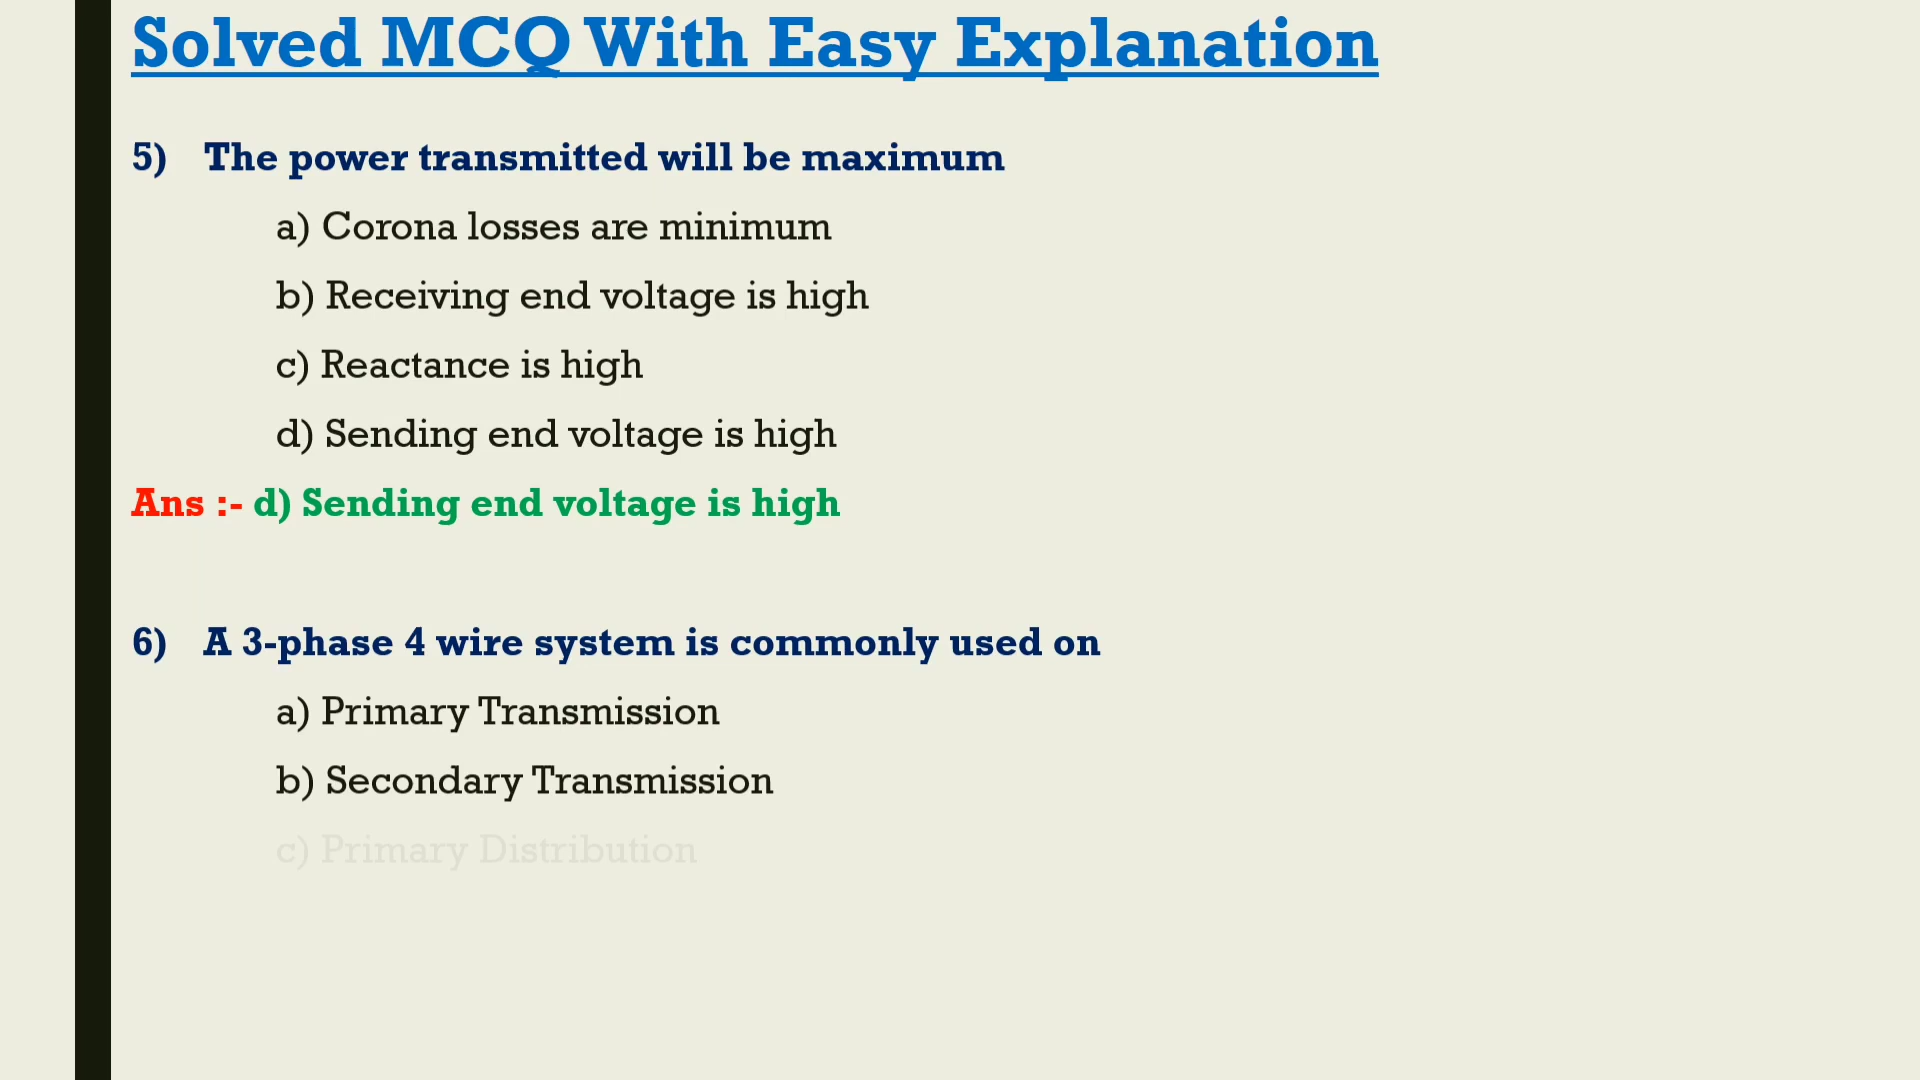 Solved MCQ With Easy Explanation
5) The power transmitted will be maximum
a) Corona losses are minimum
b) Receiving end voltage is high
c) Reactance is high
d) Sending end voltage is high
Ans :- d) Sending end voltage is high
6) A 3-phase 4 wire system is commonly used on
a) Primary Transmission
b) Secondary Transmission
c) Primary Distribution